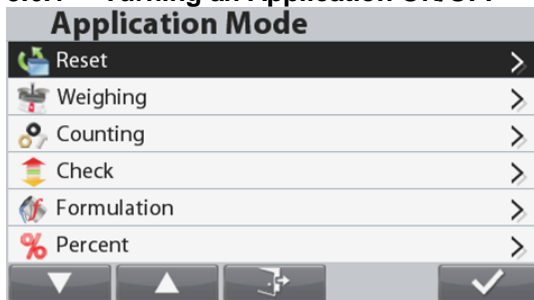 Application Mode
Reset
Weighing
Counting
Check
Formulation
Percent